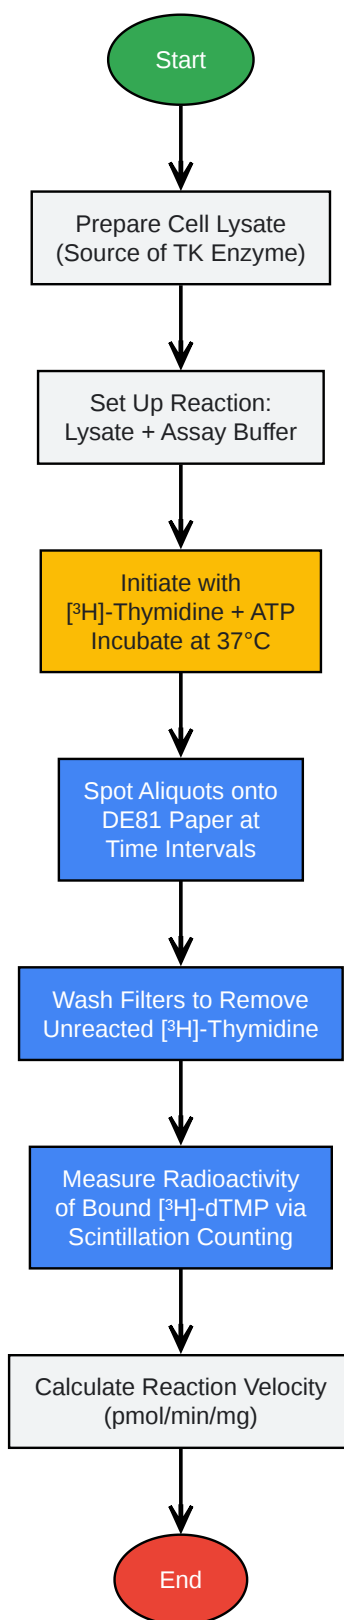 Start
Prepare Cell Lysate
(Source of TK Enzyme)
Set Up Reaction:
Lysate + Assay Buffer
Initiate with
[³H]-Thymidine + ATP
Incubate at 37°C
Spot Aliquots onto
DE81 Paper at
Time Intervals
Wash Filters to Remove
Unreacted [³H]-Thymidine
Measure Radioactivity
of Bound [³H]-dTMP via
Scintillation Counting
Calculate Reaction Velocity
(pmol/min/mg)
End